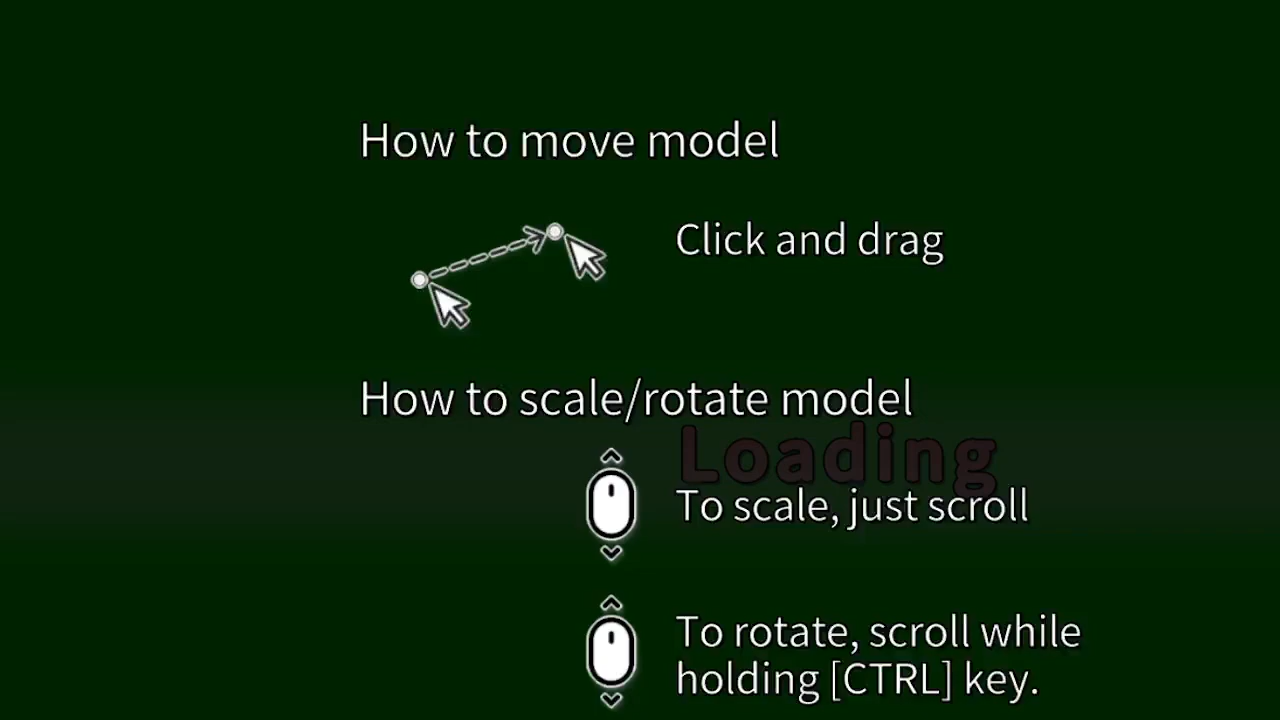 How to move model
Click and drag
How to scale/rotate model
Loading
To scale, just scroll
To rotate, scroll while
holding [CTRL] key.